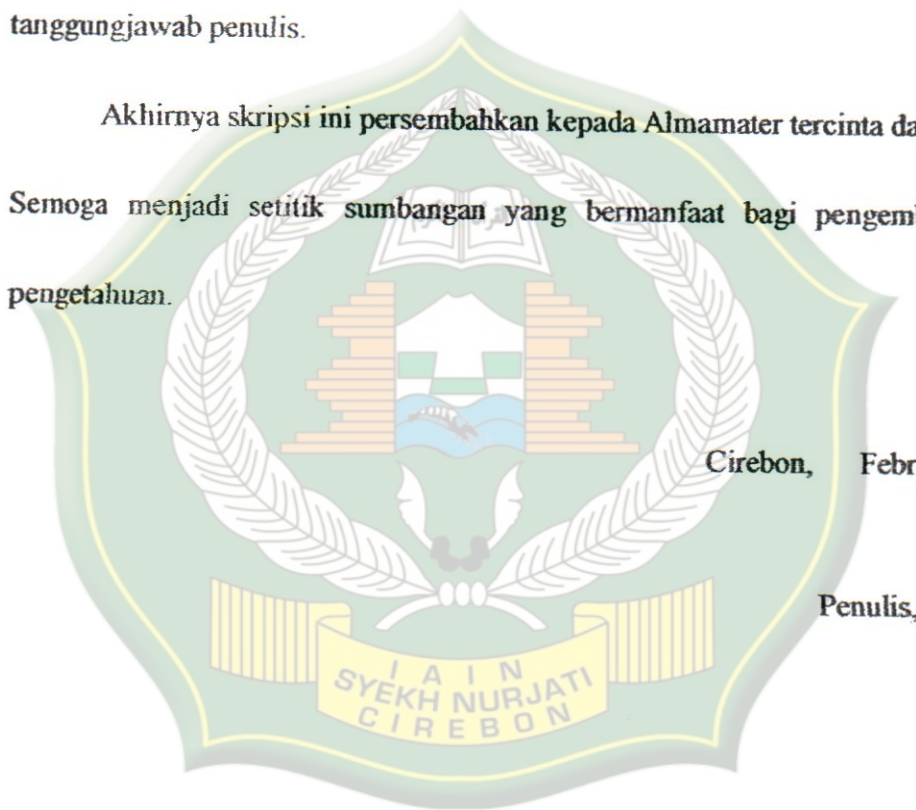 tanggungjawab penulis.
Akhirnya skripsi ini persembahkan kepada Almamater tercinta da
Semoga menjadi setitik sumbangan yang bermanfaat bagi pengem
pengetahuan.
Cirebon, Febr
Penulis,
IAIN
SYEKH NURJATI
CIREBON